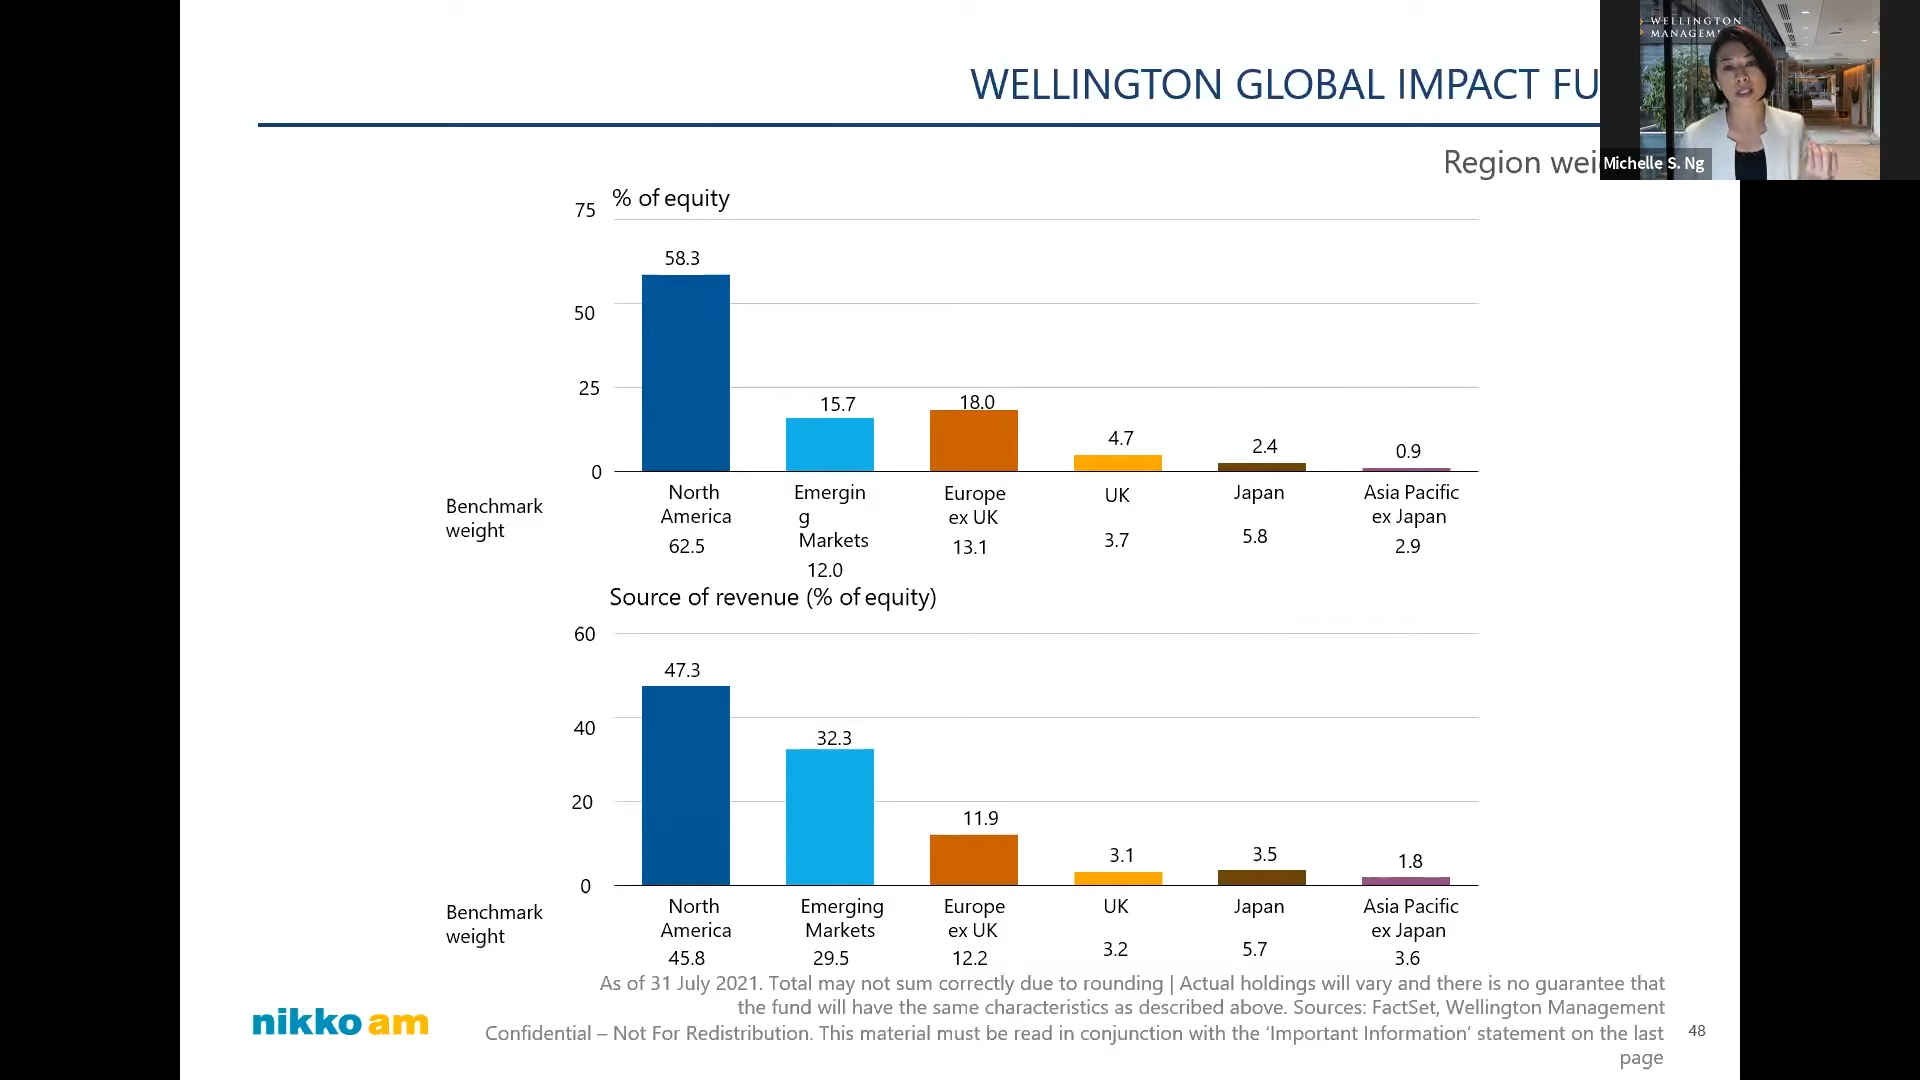 WELLINGTON
MANAGEM
WELLINGTON GLOBAL IMPACT FU
Region wei
Michelle S. Ng
% of equity
75
50
25
0
58.3
15.7
18.0
4.7
2.4
0.9
Benchmark
weight
North
America
62.5
Emergin
g
Markets
12.0
Europe
ex UK
13.1
UK
3.7
Japan
5.8
Asia Pacific
ex Japan
2.9
Source of revenue (% of equity)
60
40
20
0
47.3
32.3
11.9
3.1
3.5
1.8
Benchmark
weight
North
America
45.8
Emerging
Markets
29.5
Europe
ex UK
12.2
UK
3.2
Japan
5.7
Asia Pacific
ex Japan
3.6
As of 31 July 2021. Total may not sum correctly due to rounding | Actual holdings will vary and there is no guarantee that
the fund will have the same characteristics as described above. Sources: FactSet, Wellington Management
Confidential – Not For Redistribution. This material must be read in conjunction with the ‘Important Information’ statement on the last
page
nikko am
48